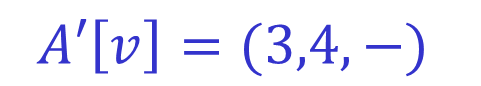 A′[v] = (3,4,−)